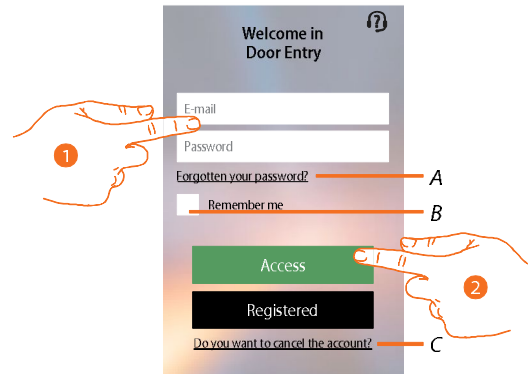 Welcome in
Door Entry
E-mail
1
Password
Forgotten your password?
A
Remember me
B
Access
2
Registered
Do you want to cancel the account?
C